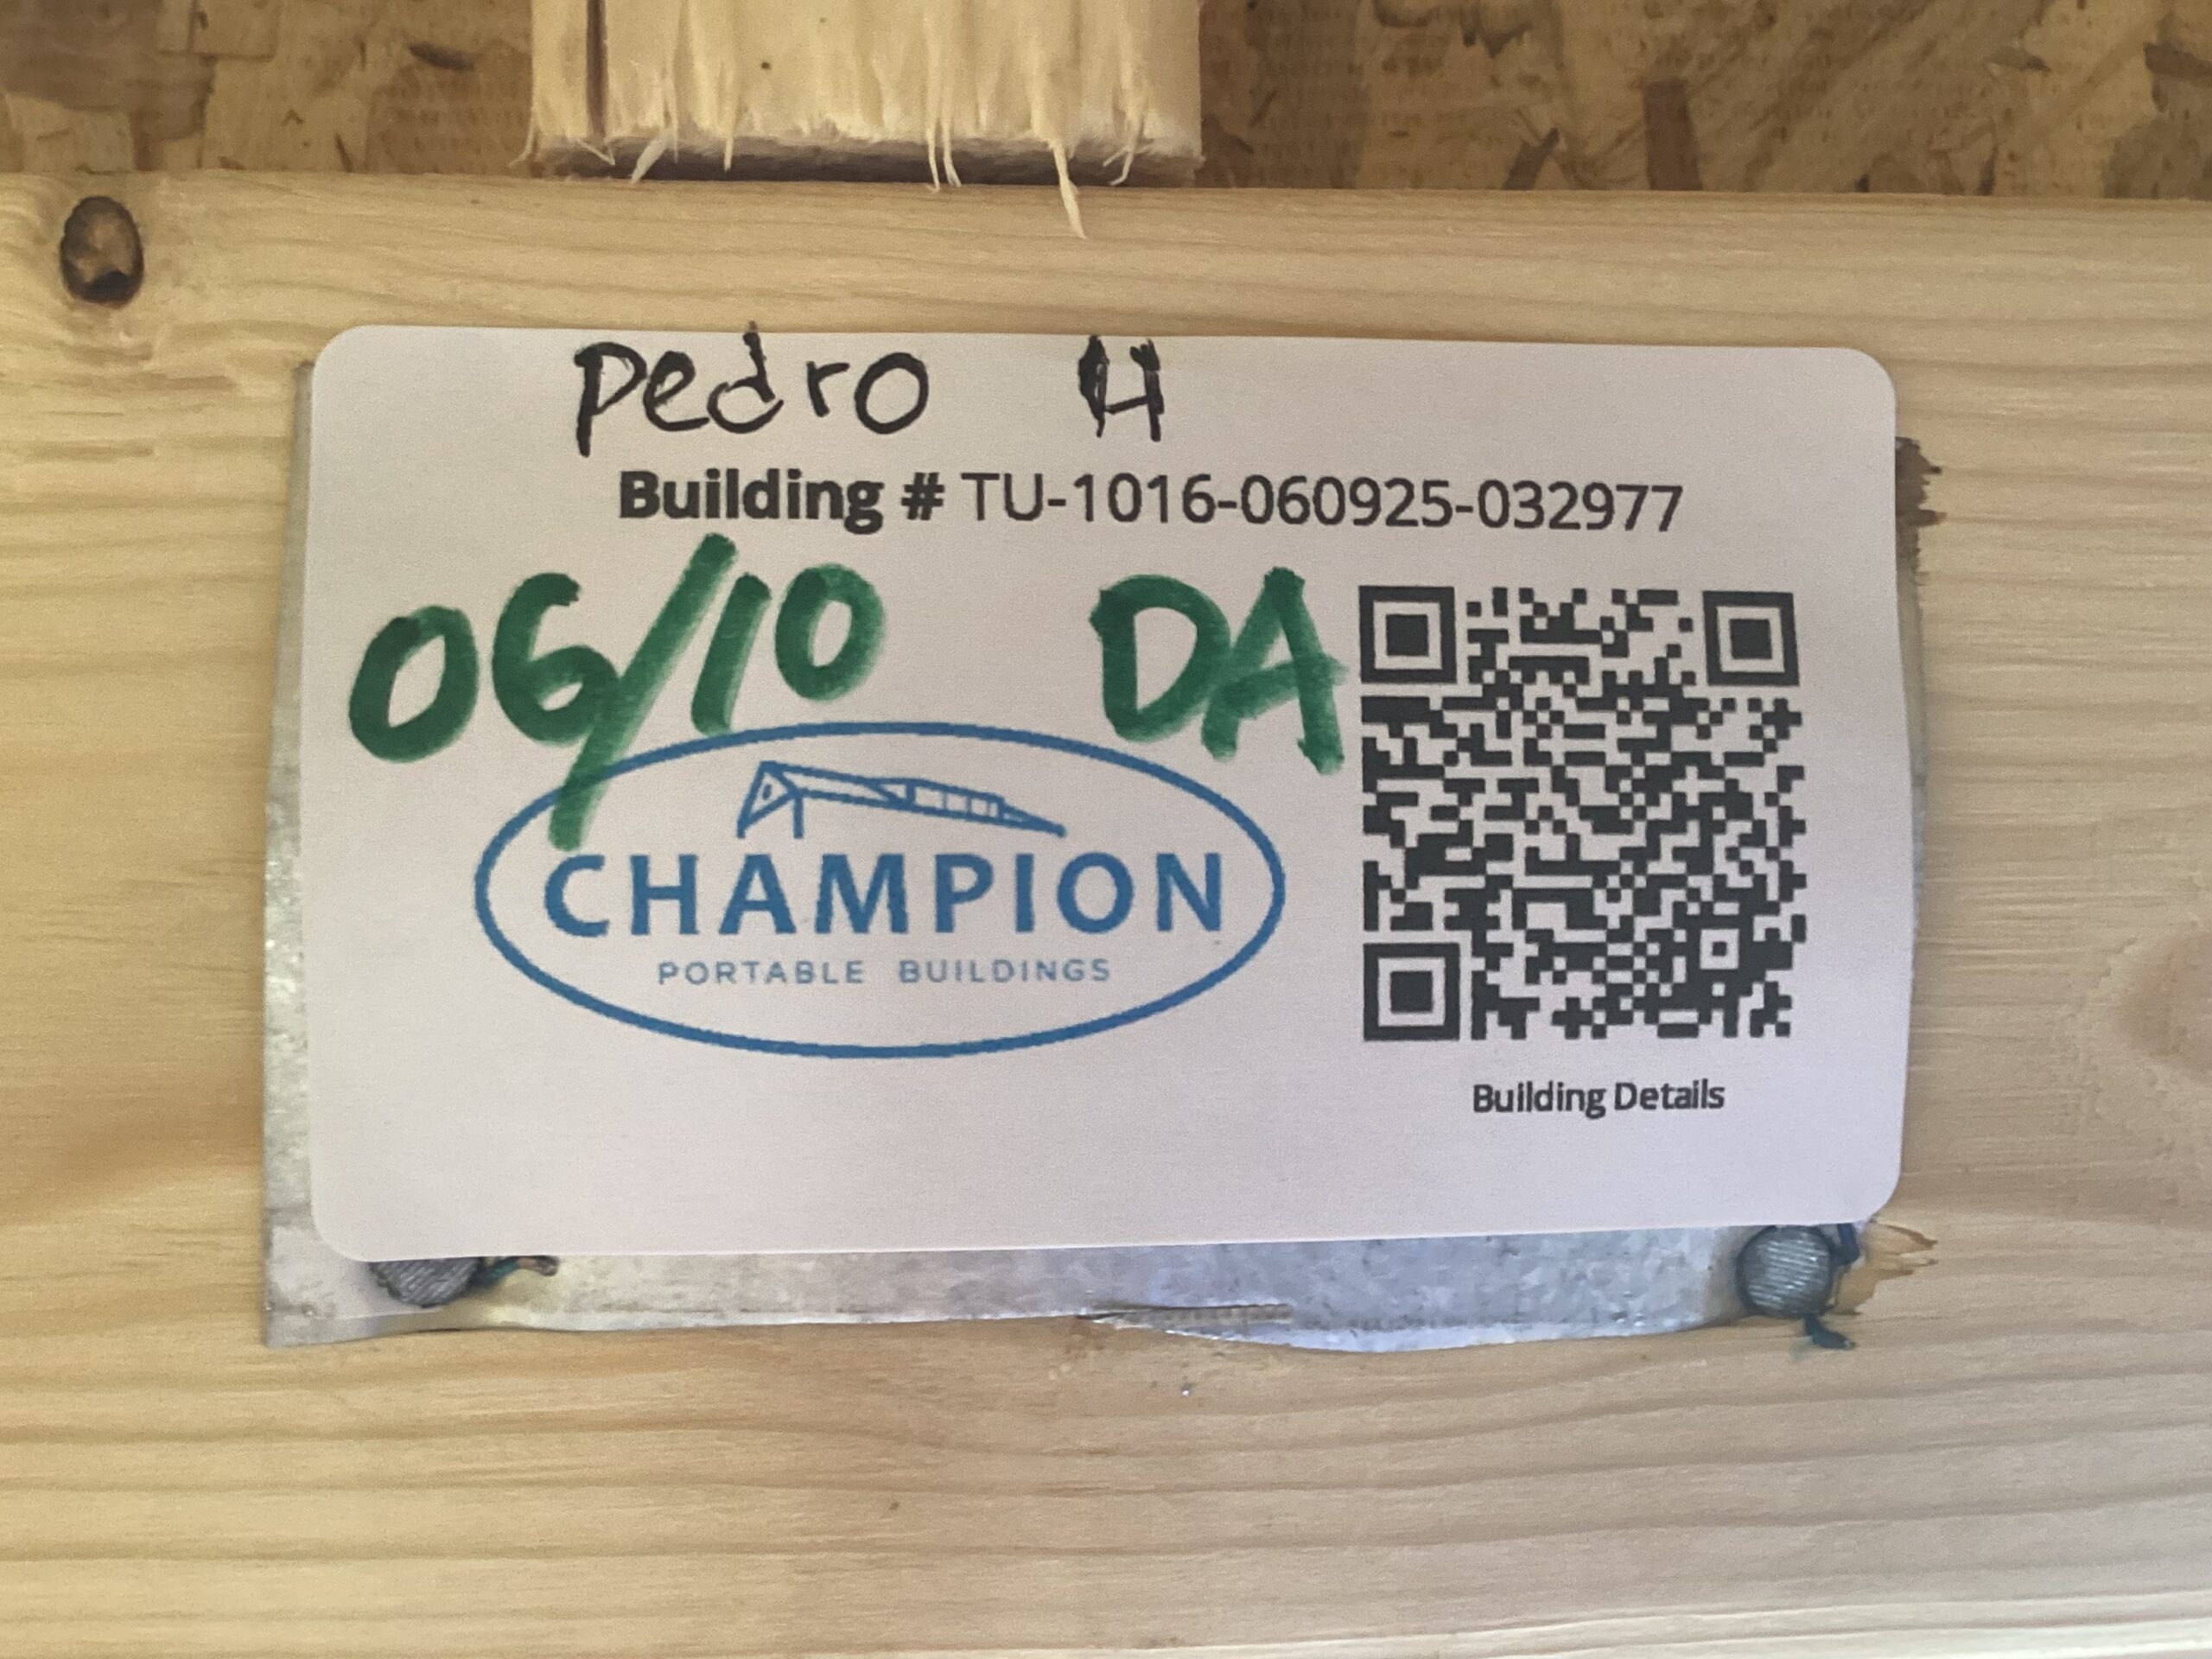 Pedro H
Building # TU-1016-060925-032977
06/10 DA
CHAMPION
PORTABLE BUILDINGS
Building Details